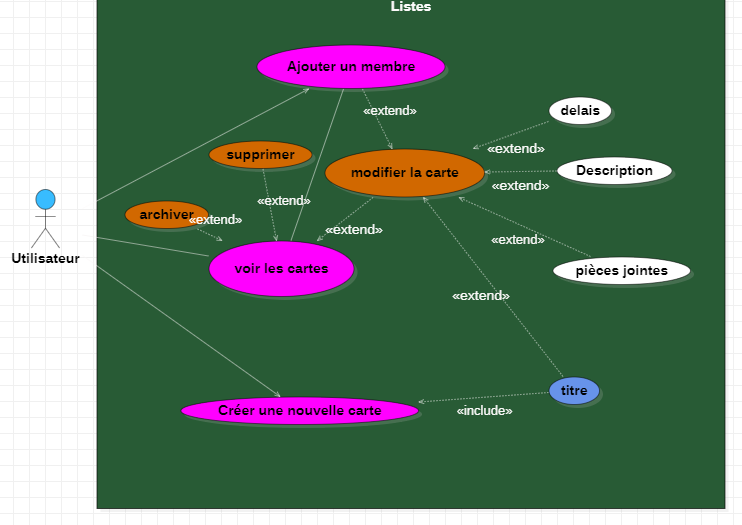 Listes
Ajouter un membre
«extend»
delais
«extend»
supprimer
modifier la carte
Description
«extend»
«extend»
archiver
«extend»
«extend»
«extend»
Utilisateur
voir les cartes
pièces jointes
«extend»
titre
Créer une nouvelle carte
«include»